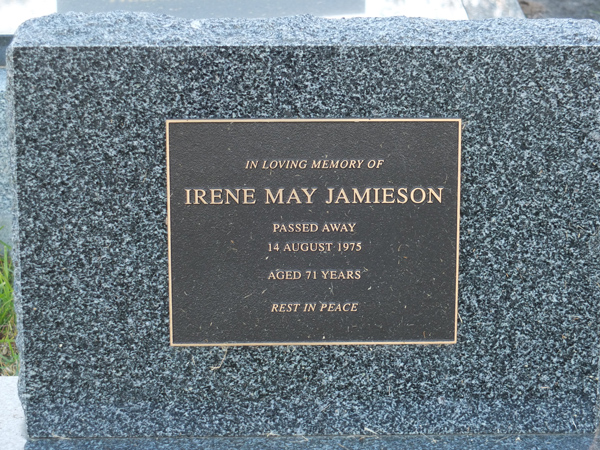 IN LOVING MEMORY OF
IRENE MAY JAMIESON
PASSED AWAY
14 AUGUST 1975
AGED 71 YEARS
REST IN PEACE